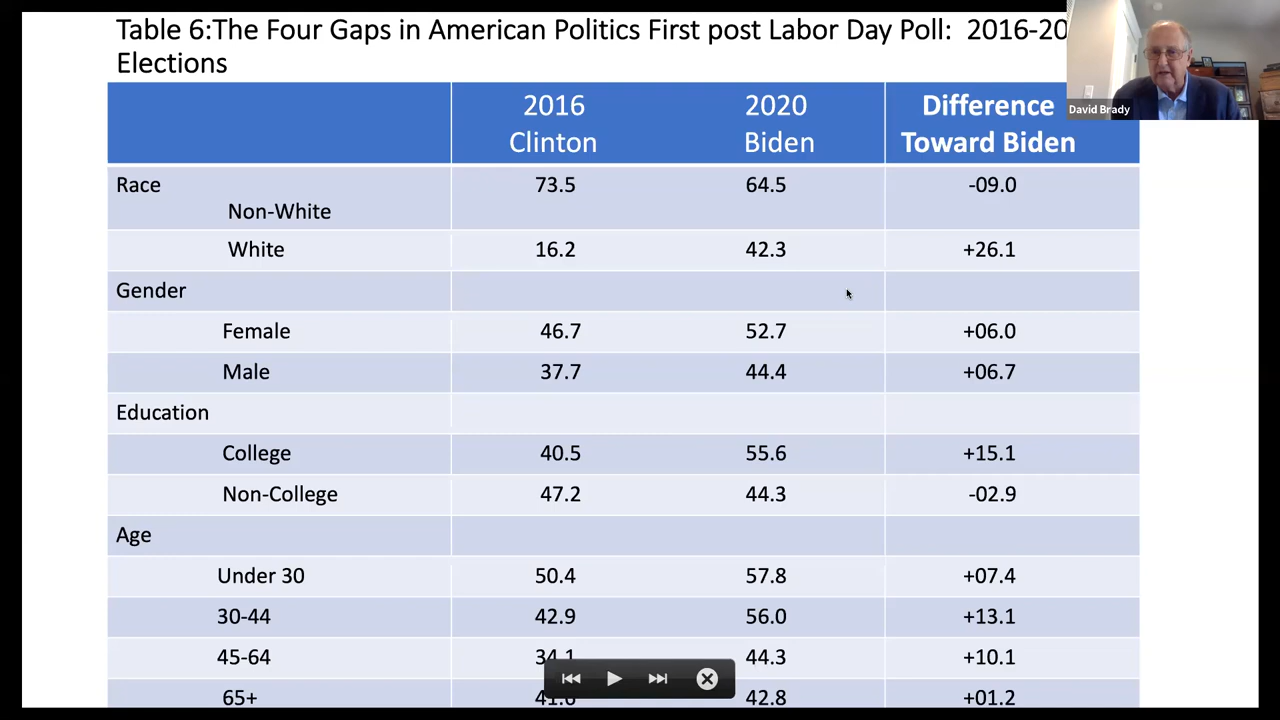 Table 6:The Four Gaps in American Politics First post Labor Day Poll: 2016-20
Elections
David Brady
2016 Clinton 2020 Biden Difference Toward Biden
Race Non-White 73.5 64.5 -09.0
White 16.2 42.3 +26.1
Gender
Female 46.7 52.7 +06.0
Male 37.7 44.4 +06.7
Education
College 40.5 55.6 +15.1
Non-College 47.2 44.3 -02.9
Age
Under 30 50.4 57.8 +07.4
30-44 42.9 56.0 +13.1
45-64 34.1 44.3 +10.1
65+ 42.8 +01.2